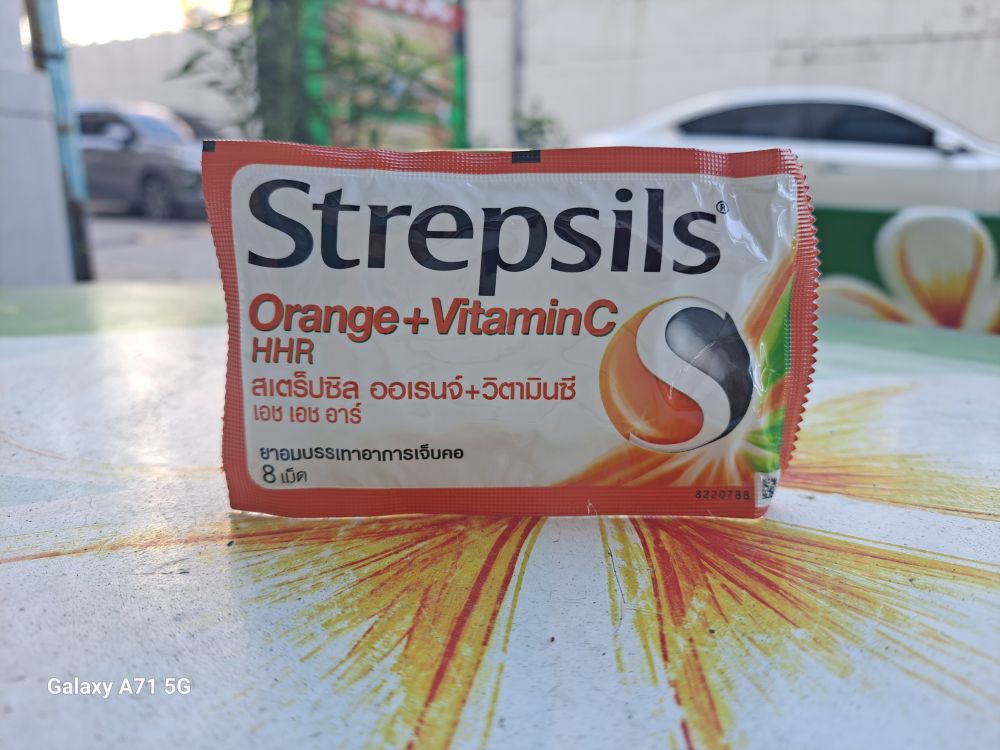 Strepsils®
Orange+VitaminC
HHR
สเตร็ปซิล ออเรนจ์+วิตามินซี
เอช เอช อาร์
ยาอมบรรเทาอาการเจ็บคอ
8 เม็ด
8220788
Galaxy A71 5G